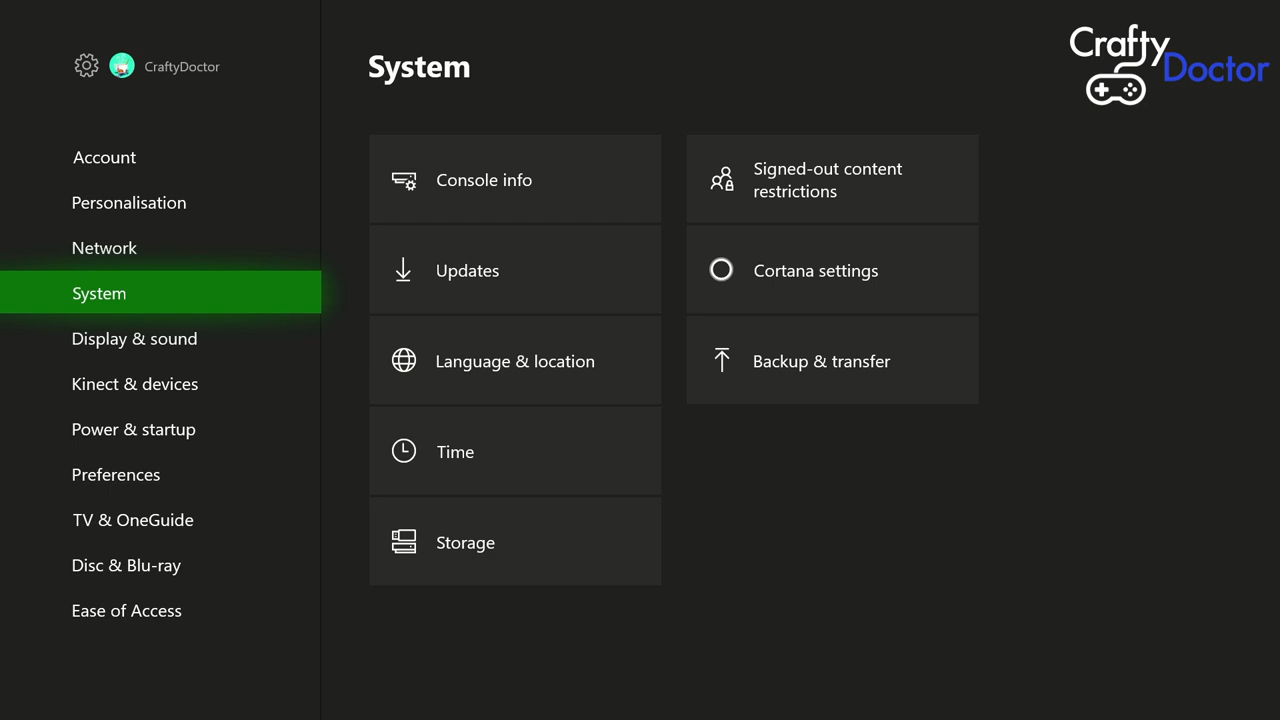 CraftyDoctor
Account
Personalisation
Network
System
Display & sound
Kinect & devices
Power & startup
Preferences
TV & OneGuide
Disc & Blu-ray
Ease of Access
System
Console info
Updates
Language & location
Time
Storage
Signed-out content
restrictions
Cortana settings
Backup & transfer
Crafty
Doctor